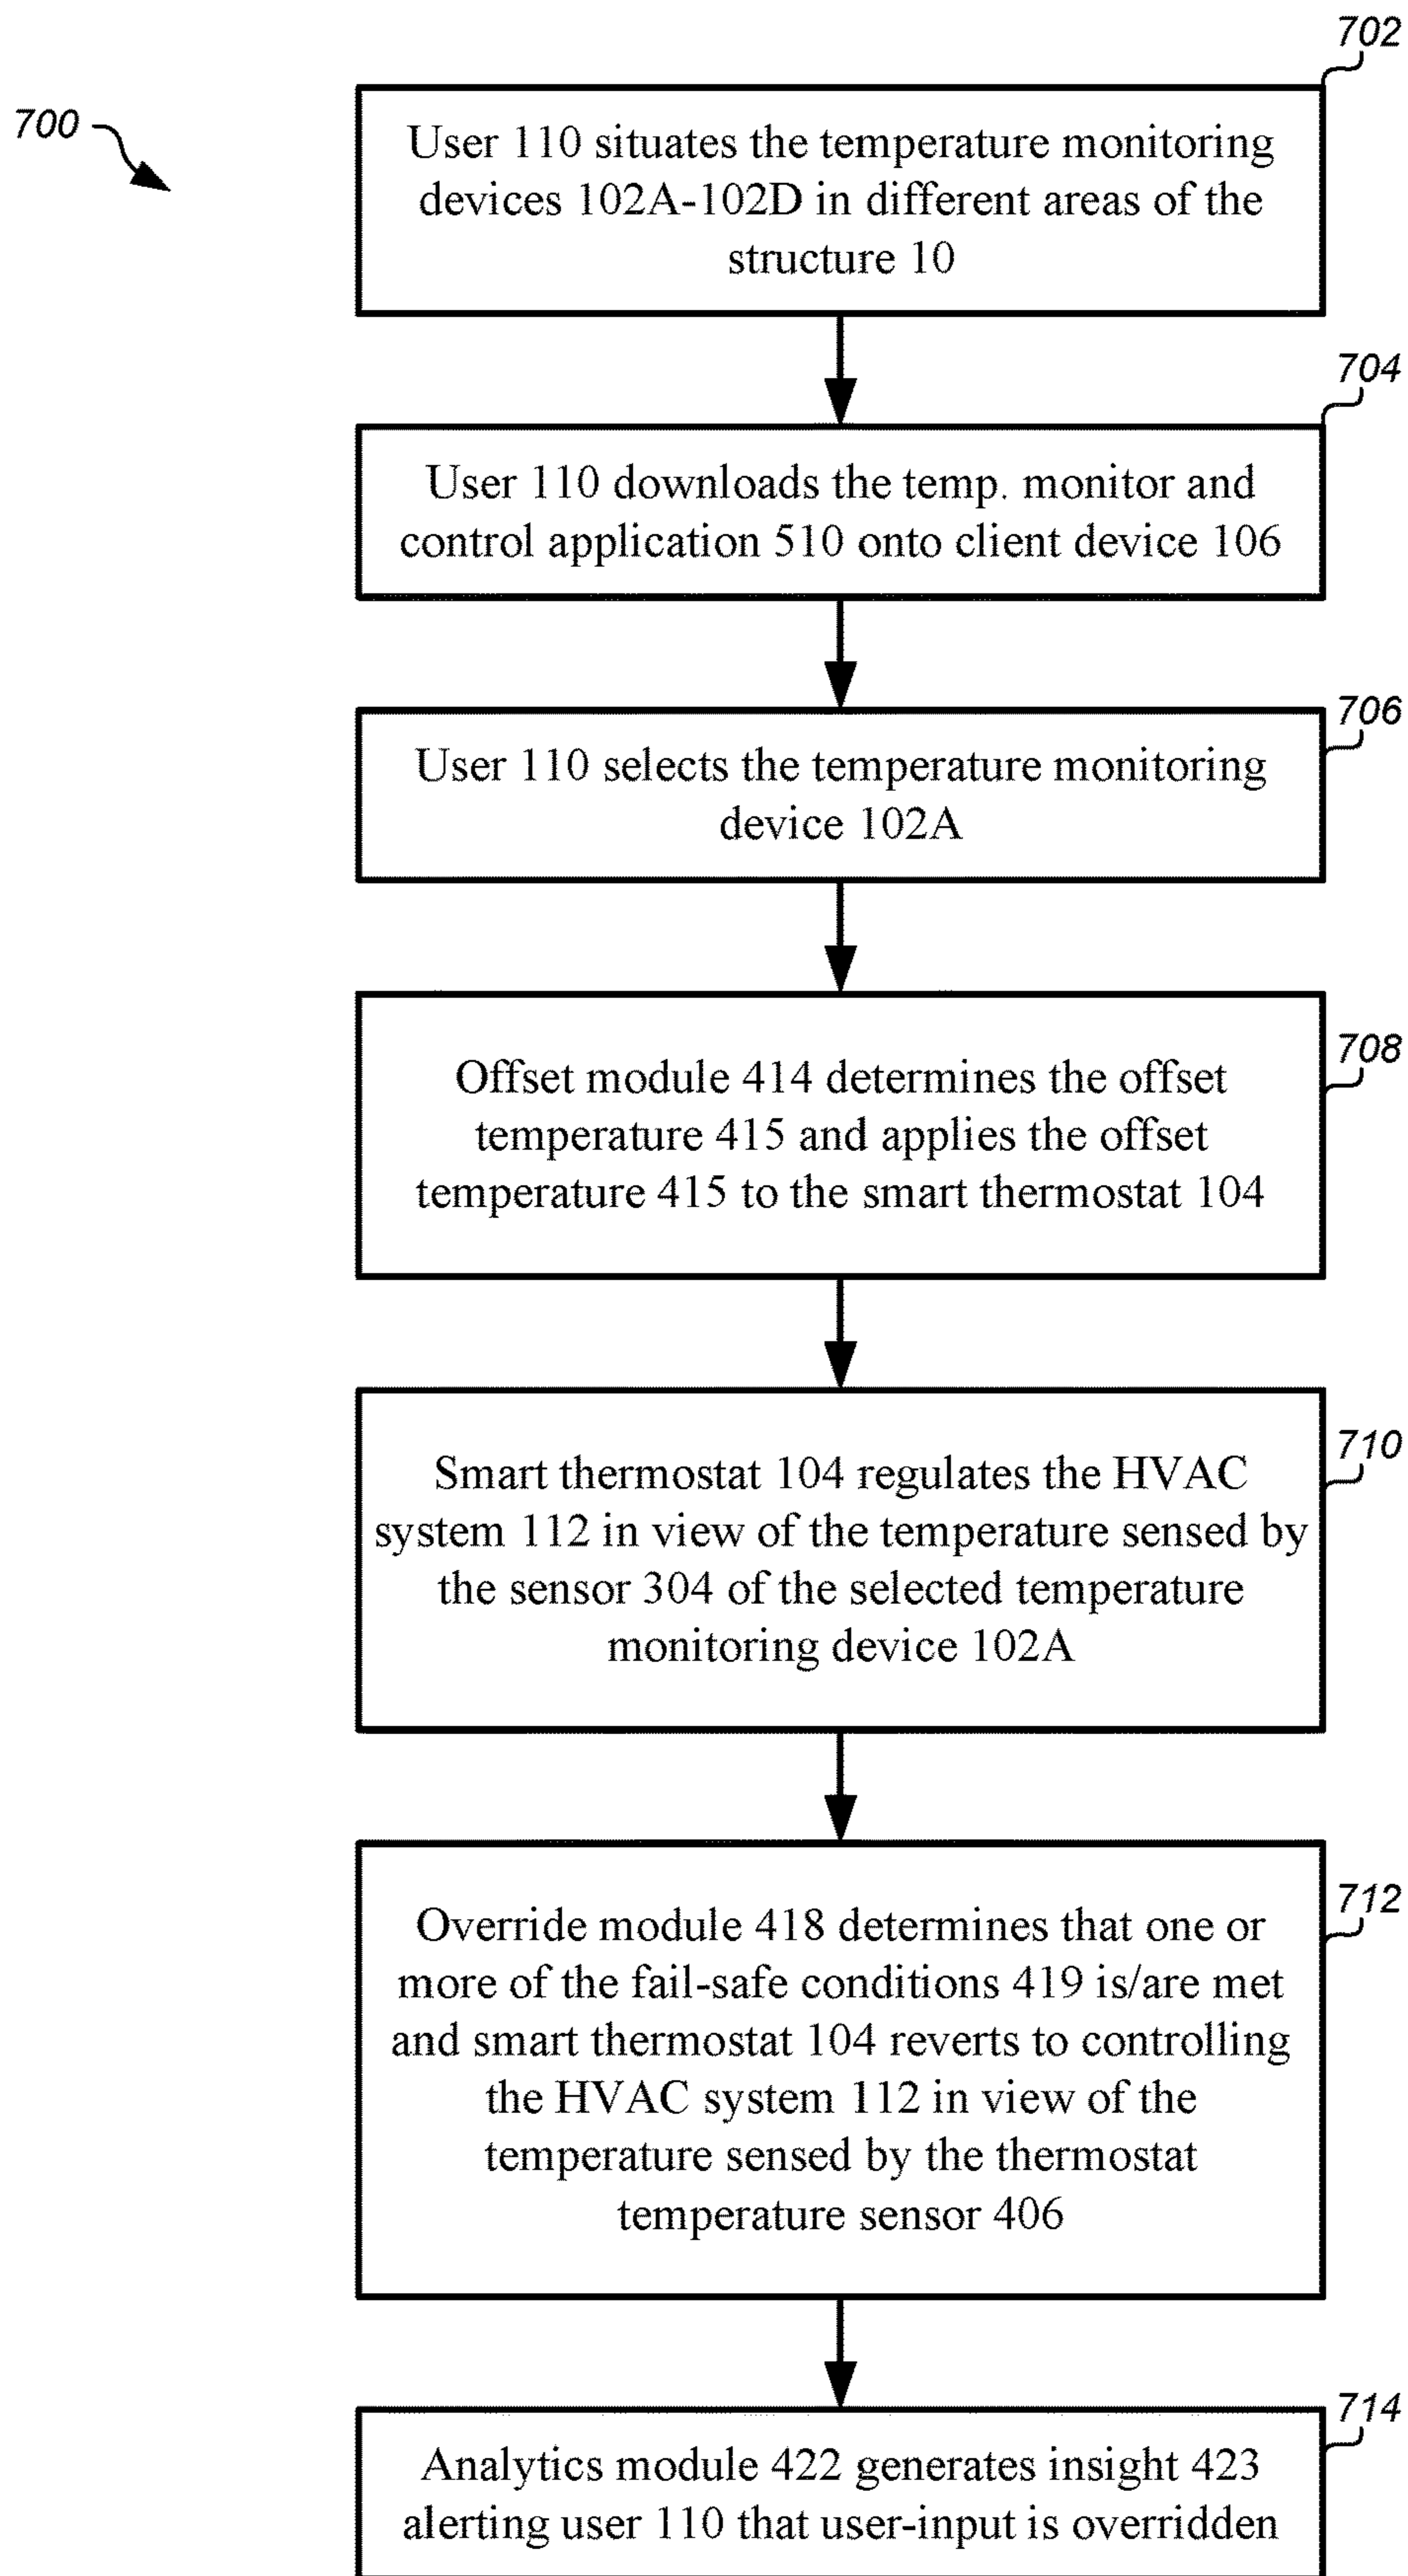 702
700
User 110 situates the temperature monitoring
devices 102A-102D in different areas of the
structure 10
704
User 110 downloads the temp. monitor and
control application 510 onto client device 106
706
User 110 selects the temperature monitoring
device 102A
708
Offset module 414 determines the offset
temperature 415 and applies the offset
temperature 415 to the smart thermostat 104
710
Smart thermostat 104 regulates the HVAC
system 112 in view of the temperature sensed by
the sensor 304 of the selected temperature
monitoring device 102A
712
Override module 418 determines that one or
more of the fail-safe conditions 419 is/are met
and smart thermostat 104 reverts to controlling
the HVAC system 112 in view of the
temperature sensed by the thermostat
temperature sensor 406
714
Analytics module 422 generates insight 423
alerting user 110 that user-input is overridden